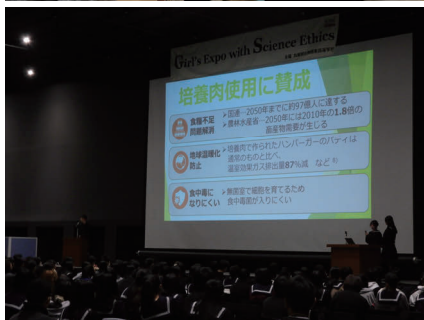 Girl's Expo with Science Ethics
培養肉使用に賛成
食糧不足
問題解消
➢国連…2050年までに約97億人に達する
➢農林水産省…2050年には2010年の1.8倍の
畜産物需要が生じる
地球温暖化
防止
➢培養肉で作られたハンバーガーのパティは
通常のものと比べ、
温室効果ガス排出量87%減 など
食中毒に
なりにくい
➢無菌室で細胞を育てるため
食中毒菌が入りにくい